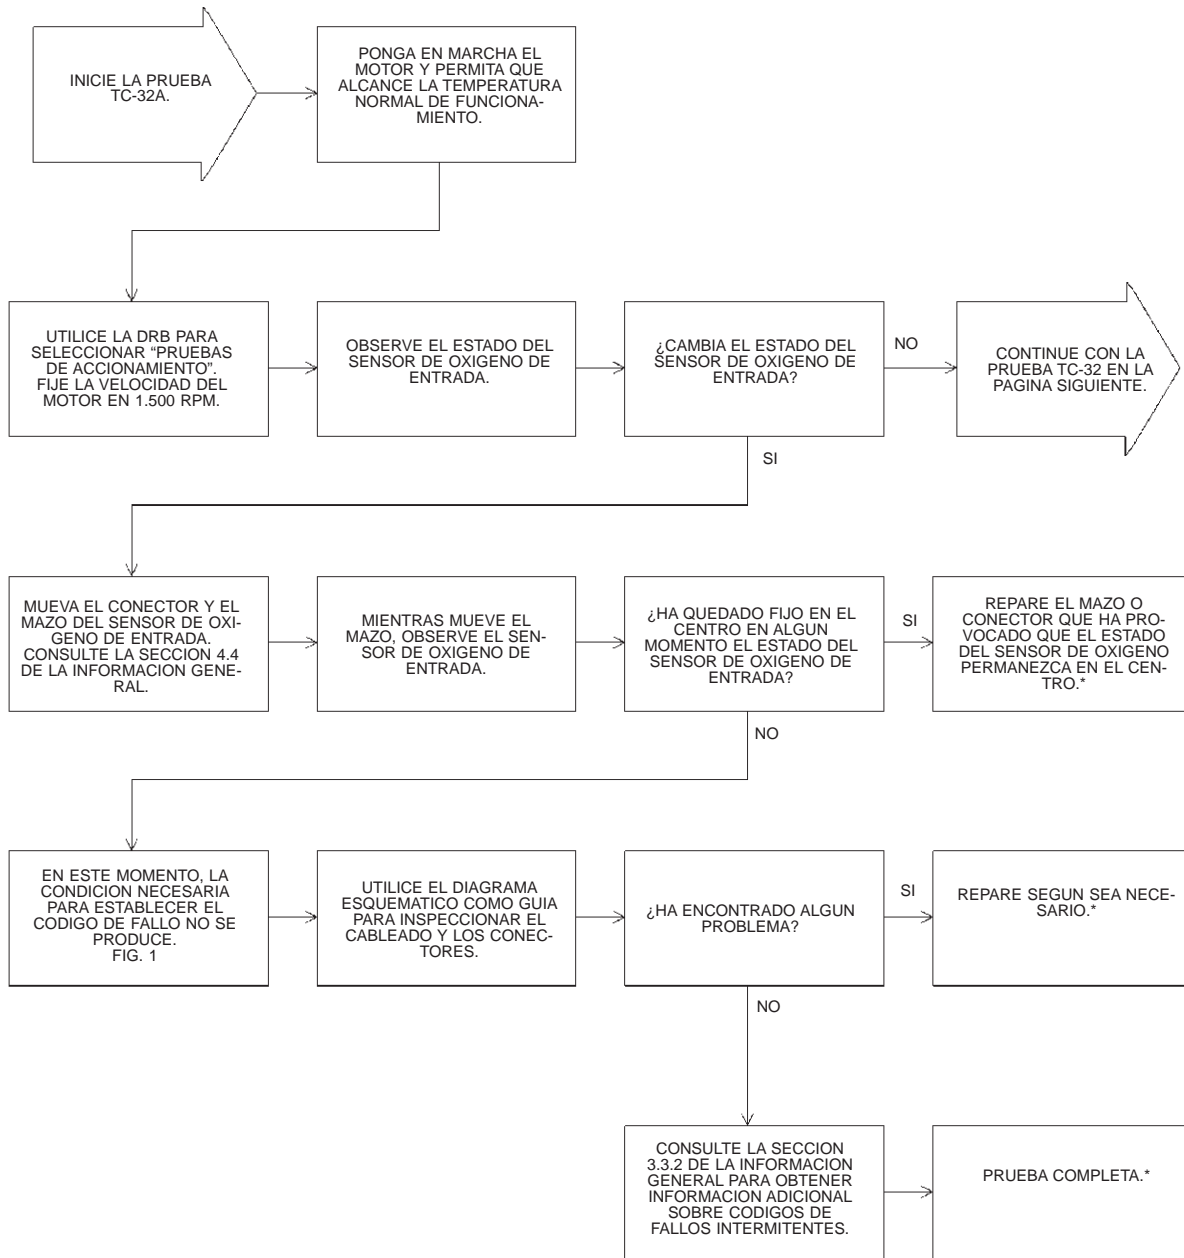 INICIE LA PRUEBA
TC-32A.
PONGA EN MARCHA EL
MOTOR Y PERMITA QUE
ALCANCE LA TEMPERATURA
NORMAL DE FUNCIONA-
MIENTO.
UTILICE LA DRB PARA
SELECCIONAR “PRUEBAS
DE ACCIONAMIENTO”.
FIJE LA VELOCIDAD DEL
MOTOR EN 1.500 RPM.
OBSERVE EL ESTADO DEL
SENSOR DE OXIGENO DE
ENTRADA.
¿CAMBIA EL ESTADO DEL
SENSOR DE OXIGENO DE
ENTRADA?
NO
CONTINUE CON LA
PRUEBA TC-32 EN LA
PAGINA SIGUIENTE.
SI
MUEVA EL CONECTOR Y EL
MAZO DEL SENSOR DE OXI-
GENO DE ENTRADA.
CONSULTE LA SECCION 4.4
DE LA INFORMACION GENE-
RAL.
MIENTRAS MUEVE EL
MAZO, OBSERVE EL SEN-
SOR DE OXIGENO DE
ENTRADA.
¿HA QUEDADO FIJO EN EL
CENTRO EN ALGUN
MOMENTO EL ESTADO DEL
SENSOR DE OXIGENO DE
ENTRADA?
SI
REPARE EL MAZO O
CONECTOR QUE HA PRO-
VOCADO QUE EL ESTADO
DEL SENSOR DE OXIGENO
PERMANEZCA EN EL CEN-
TRO.*
NO
EN ESTE MOMENTO, LA
CONDICION NECESARIA
PARA ESTABLECER EL
CODIGO DE FALLO NO SE
PRODUCE.
FIG. 1
UTILICE EL DIAGRAMA
ESQUEMATICO COMO GUIA
PARA INSPECCIONAR EL
CABLEADO Y LOS CONEC-
TORES.
¿HA ENCONTRADO ALGUN
PROBLEMA?
SI
REPARE SEGUN SEA NECE-
SARIO.*
NO
CONSULTE LA SECCION
3.3.2 DE LA INFORMACION
GENERAL PARA OBTENER
INFORMACION ADICIONAL
SOBRE CODIGOS DE
FALLOS INTERMITENTES.
PRUEBA COMPLETA.*